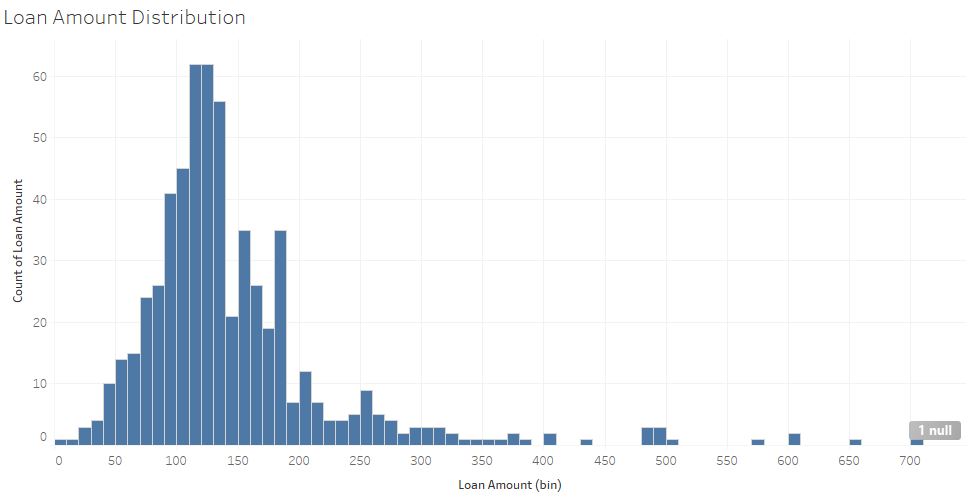 Loan Amount Distribution
Count of Loan Amount
60
50
40
30
20
10
0
1 null
0 50 100 150 200 250 300 350 400 450 500 550 600 650 700
Loan Amount (bin)